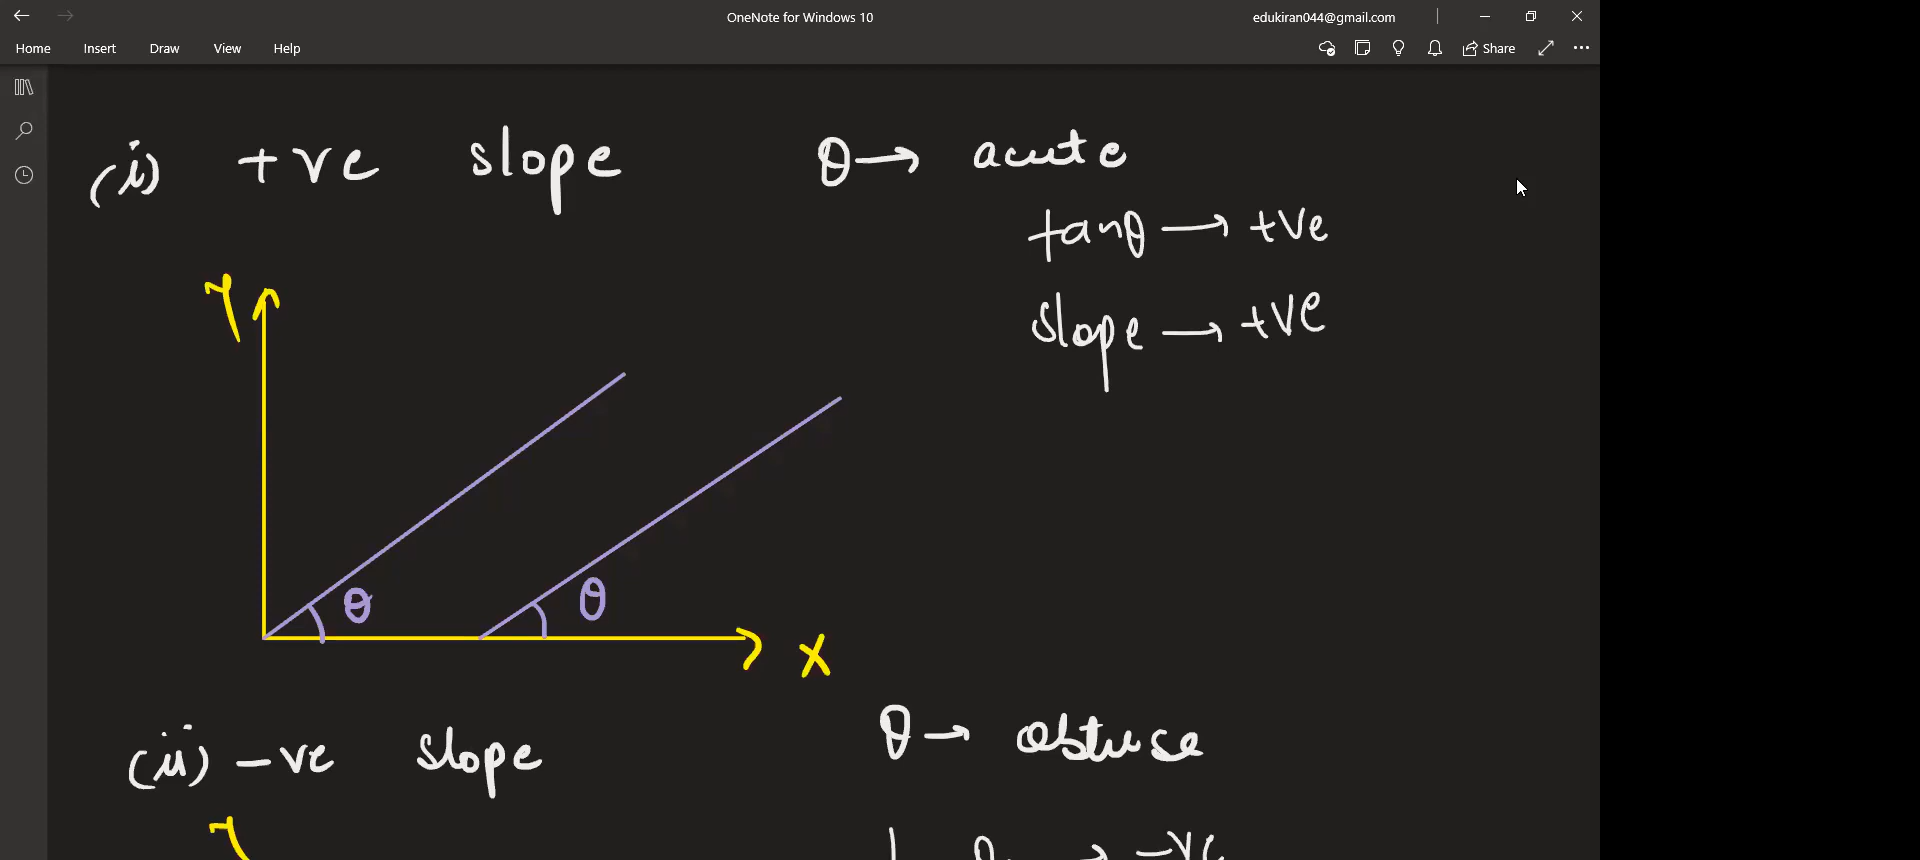 OneNote for Windows 10
edukiran044@gmail.com
Home Insert Draw View Help
Share
(i) +ve slope θ→ acute
tanθ → +ve
slope → +ve
Y
θ θ
X
(ii) -ve slope θ→ obtuse
θ → -ve